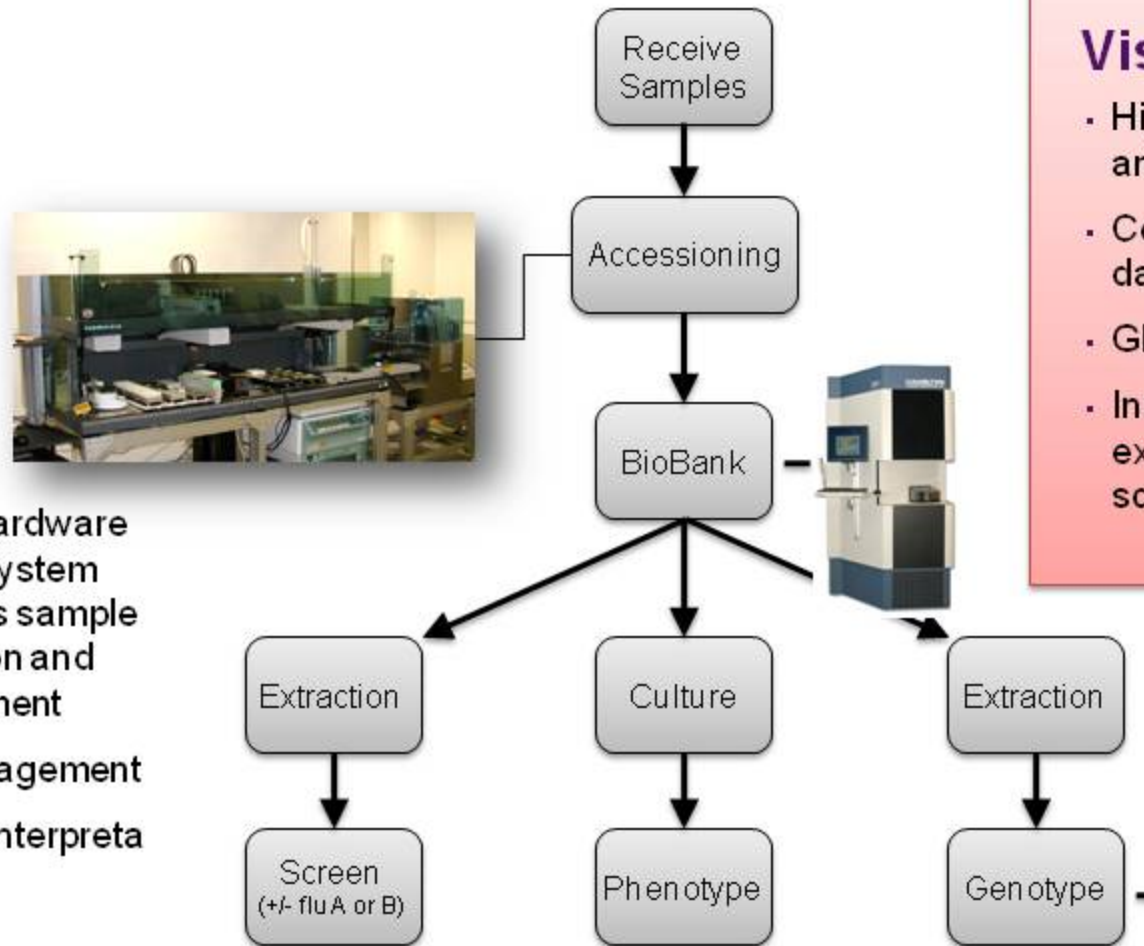 Receive
Samples
Accessioning
BioBank
Extraction
Culture
Extraction
Screen
(+/- flu A or B)
Phenotype
Genotype
ardware
ystem
s sample
on and
ment
agement
nterpreta
Vis
Hi
an
Co
da
Gl
In
ex
sc